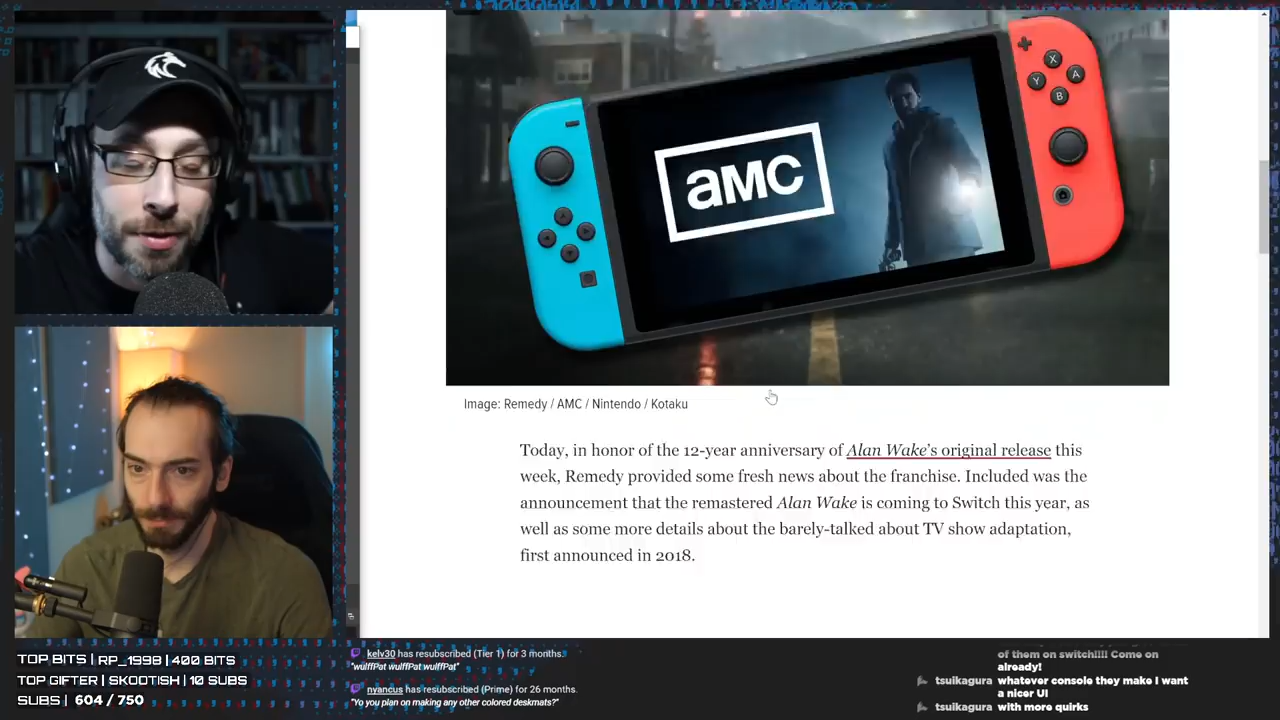 aMC
X
Y
A
B
Image: Remedy / AMC / Nintendo / Kotaku
Today, in honor of the 12-year anniversary of Alan Wake's original release this
week, Remedy provided some fresh news about the franchise. Included was the
announcement that the remastered Alan Wake is coming to Switch this year, as
well as some more details about the barely-talked about TV show adaptation,
first announced in 2018.
TOP BITS | RP_1998 | 400 BITS
TOP GIFTER | SKOOTISH | 10 SUBS
SUBS | 604 / 750
kelv30 has resubscribed (Tier 1) for 3 months.
"wulffPat wulffPat wulffPat"
nyancus has resubscribed (Prime) for 26 months.
"Yo you plan on making any other colored deskmats?"
of them on switch!!!! Come on
already!
tsuikagura whatever console they make I want
a nicer UI
tsuikagura with more quirks